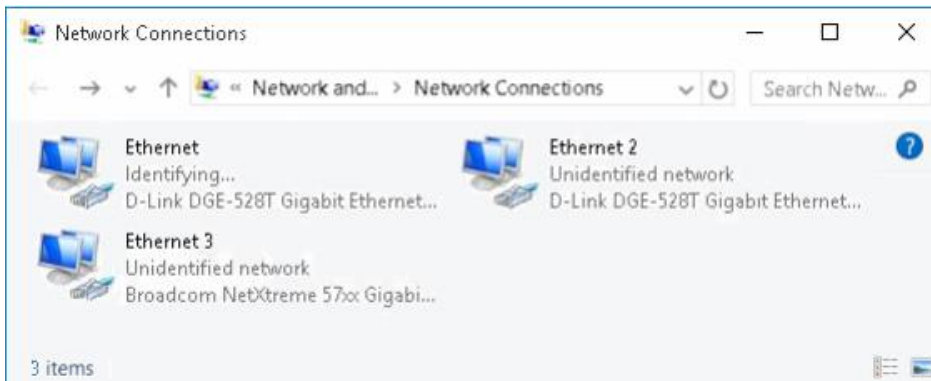 Network Connections
« Network and... > Network Connections
Search Netw...
Ethernet
Identifying...
D-Link DGE-528T Gigabit Ethernet...
Ethernet 2
Unidentified network
D-Link DGE-528T Gigabit Ethernet...
Ethernet 3
Unidentified network
Broadcom NetXtreme 57xx Gigabi...
3 items